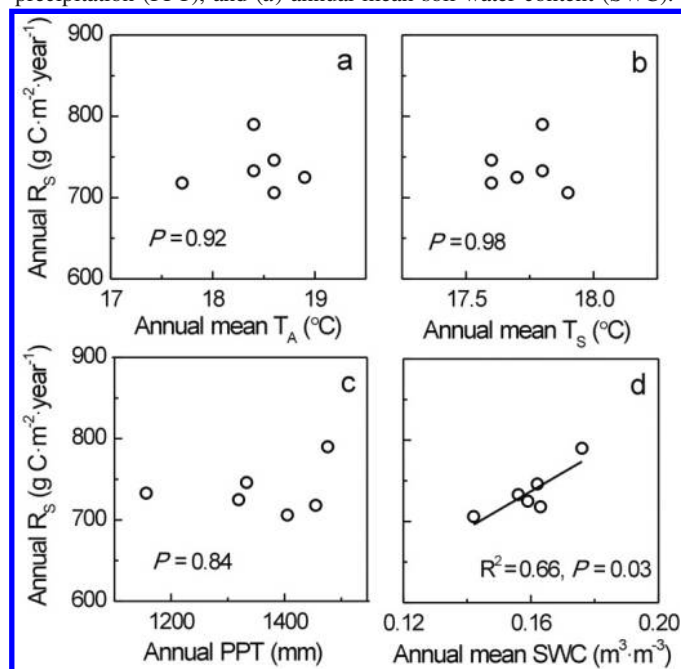 precipitation (PPT), and (d) annual mean soil water content (SWC).
900
800
700
600
Annual R_S (g C·m⁻²·year⁻¹)
a
P=0.92
17
18
19
Annual mean T_A (°C)
b
P=0.98
17.5
18.0
Annual mean T_S (°C)
900
800
700
600
Annual R_S (g C·m⁻²·year⁻¹)
c
P=0.84
1200
1400
Annual PPT (mm)
d
R²=0.66, P=0.03
0.12
0.16
0.20
Annual mean SWC (m³·m⁻³)